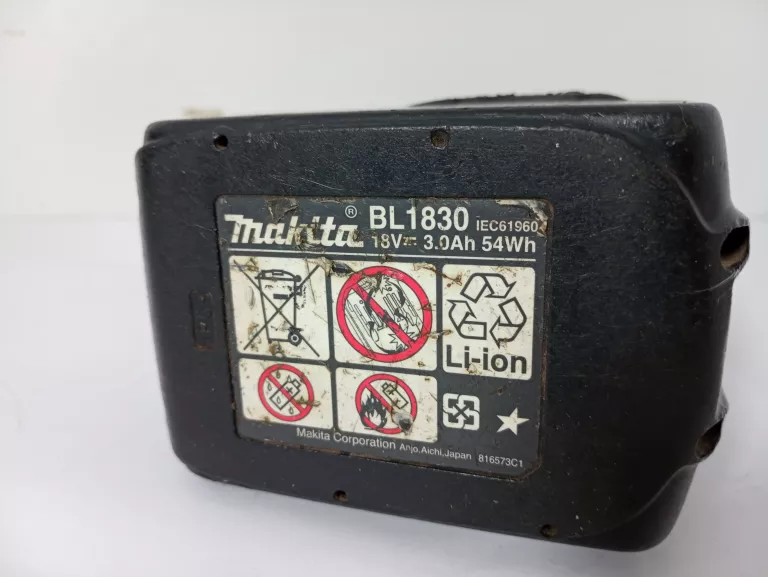 makita ® BL1830 IEC61960
18V⎓ 3.0Ah 54Wh
Li-ion
Makita Corporation Anjo,Aichi,Japan 816573C1